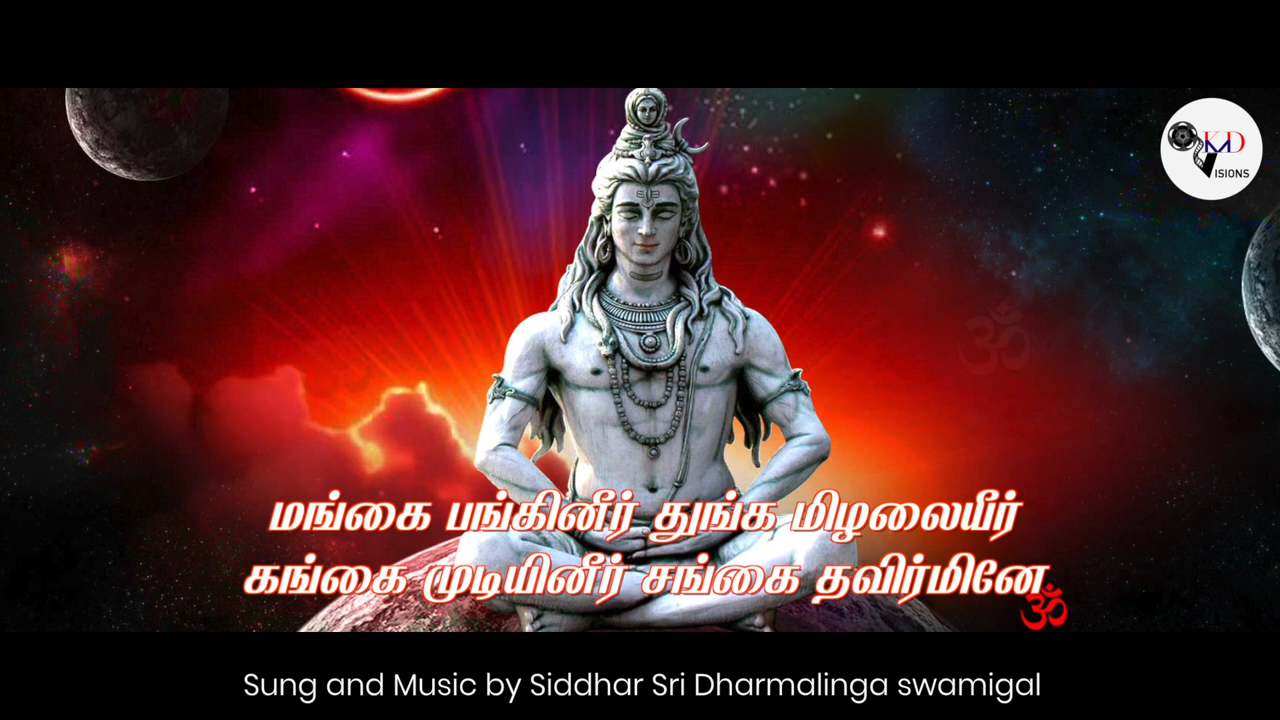 KMD
VISIONS
மங்கை பங்கினீர் துங்க மிழலையீர்
கங்கை முடியினீர் சங்கை தவிர்மினே
ॐ
Sung and Music by Siddhar Sri Dharmalinga swamigal